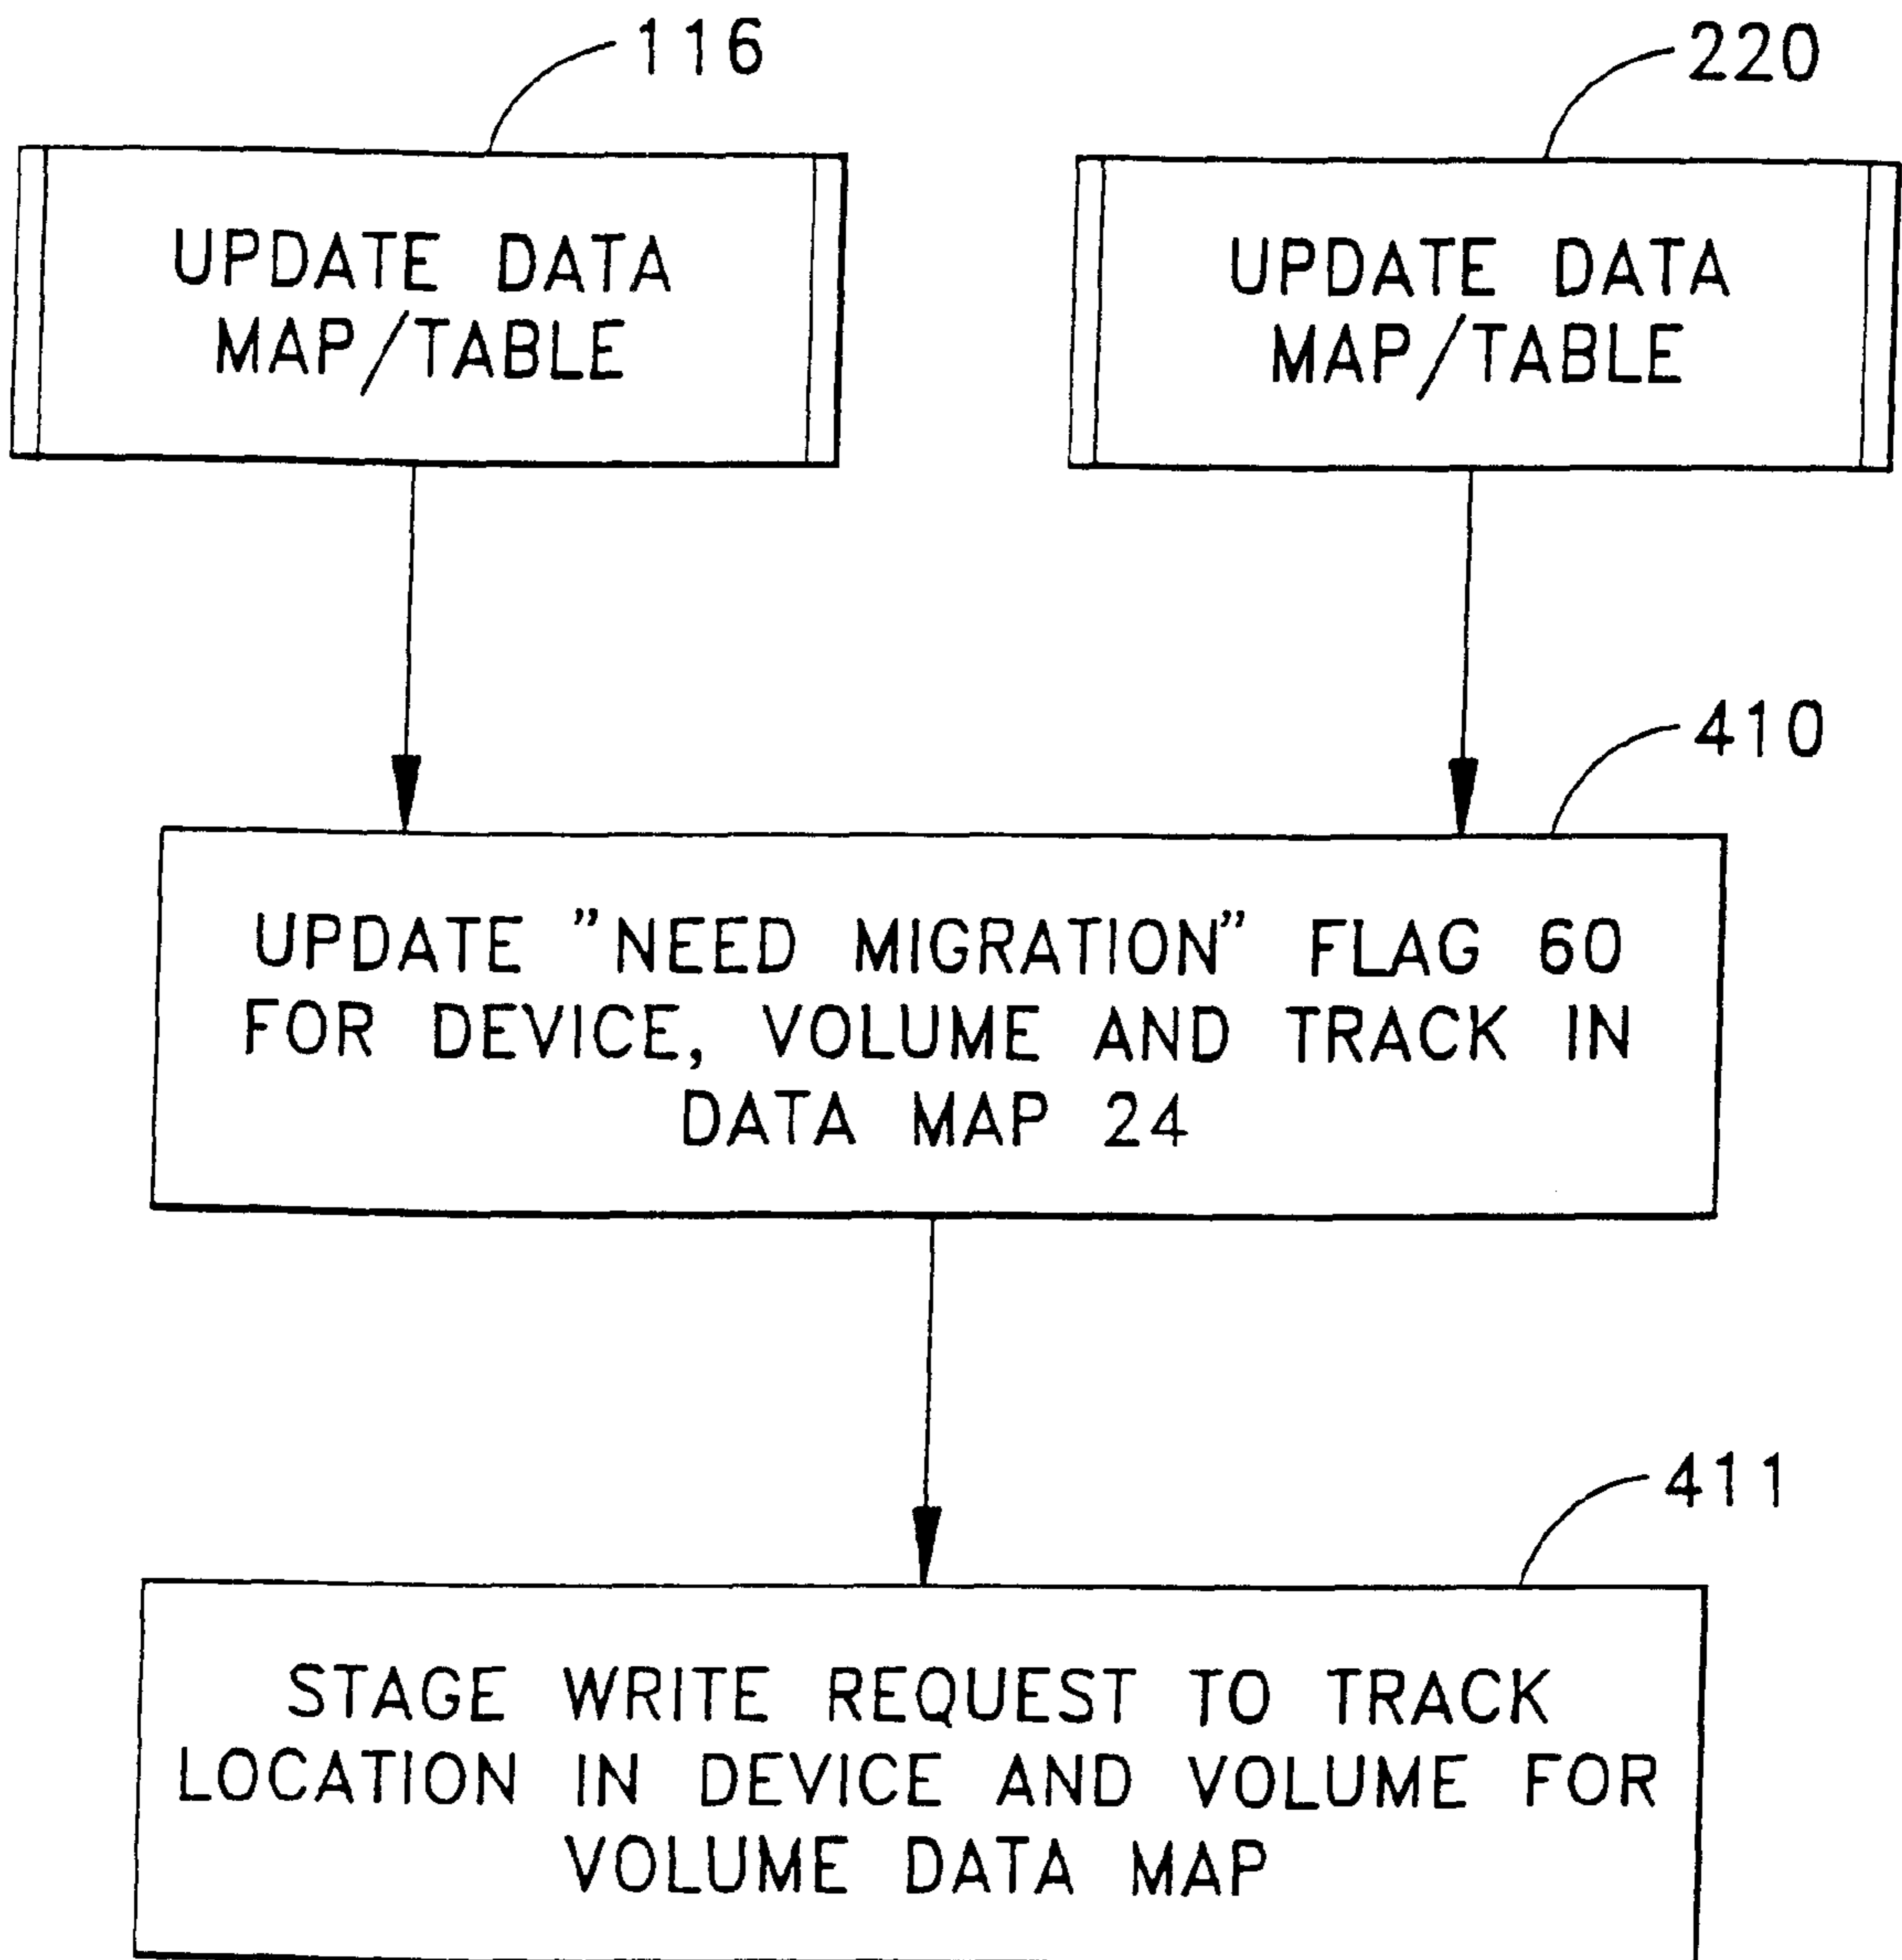 116
220
UPDATE DATA
MAP/TABLE
UPDATE DATA
MAP/TABLE
410
UPDATE "NEED MIGRATION" FLAG 60
FOR DEVICE, VOLUME AND TRACK IN
DATA MAP 24
411
STAGE WRITE REQUEST TO TRACK
LOCATION IN DEVICE AND VOLUME FOR
VOLUME DATA MAP